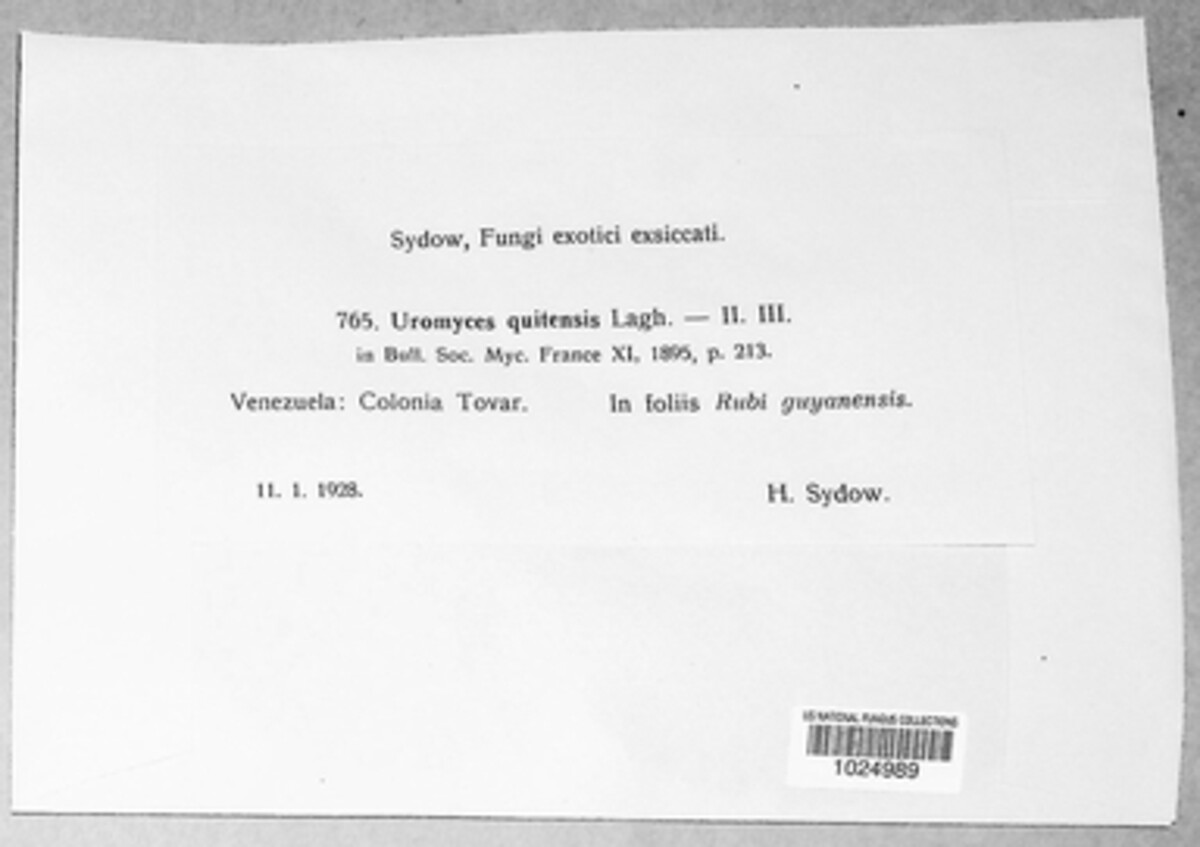 Sydow, Fungi exotici exsiccati.
765. Uromyces quitensis Lagh. — II. III.
in Bull. Soc. Myc. France XI, 1895, p. 213.
Venezuela: Colonia Tovar. In foliis Rubi guyanensis.
11. 1. 1928. H. Sydow.
US NATIONAL FUNGUS COLLECTIONS
1024989